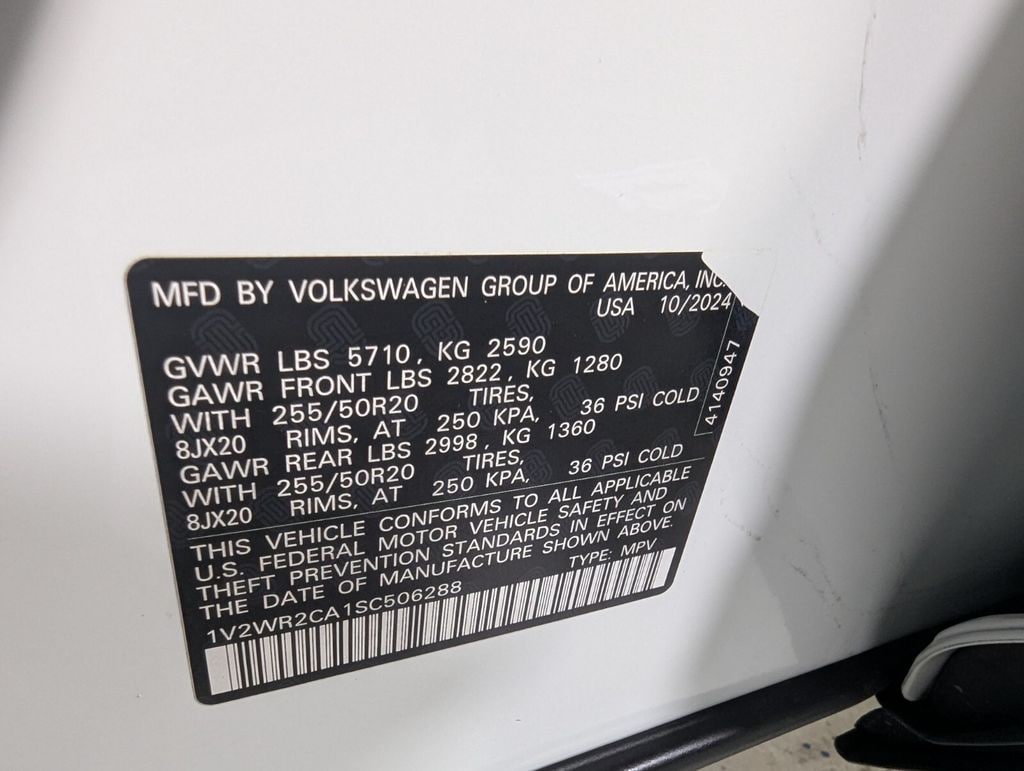 MFD BY VOLKSWAGEN GROUP OF AMERICA, INC.
USA 10/2024
GVWR LBS 5710, KG 2590
GAWR FRONT LBS 2822, KG 1280
WITH 255/50R20 TIRES,
8JX20 RIMS, AT 250 KPA, 36 PSI COLD
GAWR REAR LBS 2998, KG 1360
WITH 255/50R20 TIRES,
8JX20 RIMS, AT 250 KPA, 36 PSI COLD
4140947
THIS VEHICLE CONFORMS TO ALL APPLICABLE
U.S. FEDERAL MOTOR VEHICLE SAFETY AND
THEFT PREVENTION STANDARDS IN EFFECT ON
THE DATE OF MANUFACTURE SHOWN ABOVE.
1V2WR2CA1SC506288 TYPE: MPV